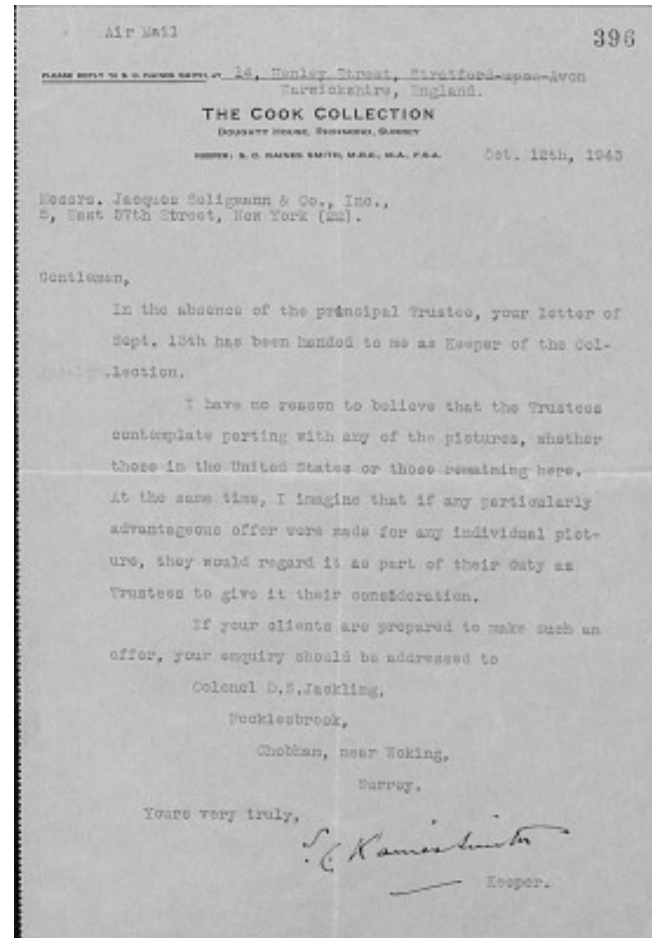 Air Mail
396
PLEASE REPLY TO S. C. KAINES SMITH, AT 14, Henley Street, Stratford-upon-Avon
Warwickshire, England.
THE COOK COLLECTION
DOUGHTY HOUSE, RICHMOND, SURREY
KEEPER: S. C. KAINES SMITH, M.B.E., M.A., F.S.A. Oct. 12th, 1943
Messrs. Jacques Seligmann & Co., Inc.,
5, East 57th Street, New York (22).
Gentlemen,
In the absence of the principal Trustee, your letter of
Sept. 13th has been handed to me as Keeper of the Col-
lection.
I have no reason to believe that the Trustees
contemplate parting with any of the pictures, whether
those in the United States or those remaining here.
At the same time, I imagine that if any particularly
advantageous offer were made for any individual pict-
ure, they would regard it as part of their duty as
Trustees to give it their consideration.
If your clients are prepared to make such an
offer, your enquiry should be addressed to
Colonel D.S.Jackling,
Chobham, near Woking,
Surrey.
Yours very truly,
S. C. Kaines Smith
Keeper.